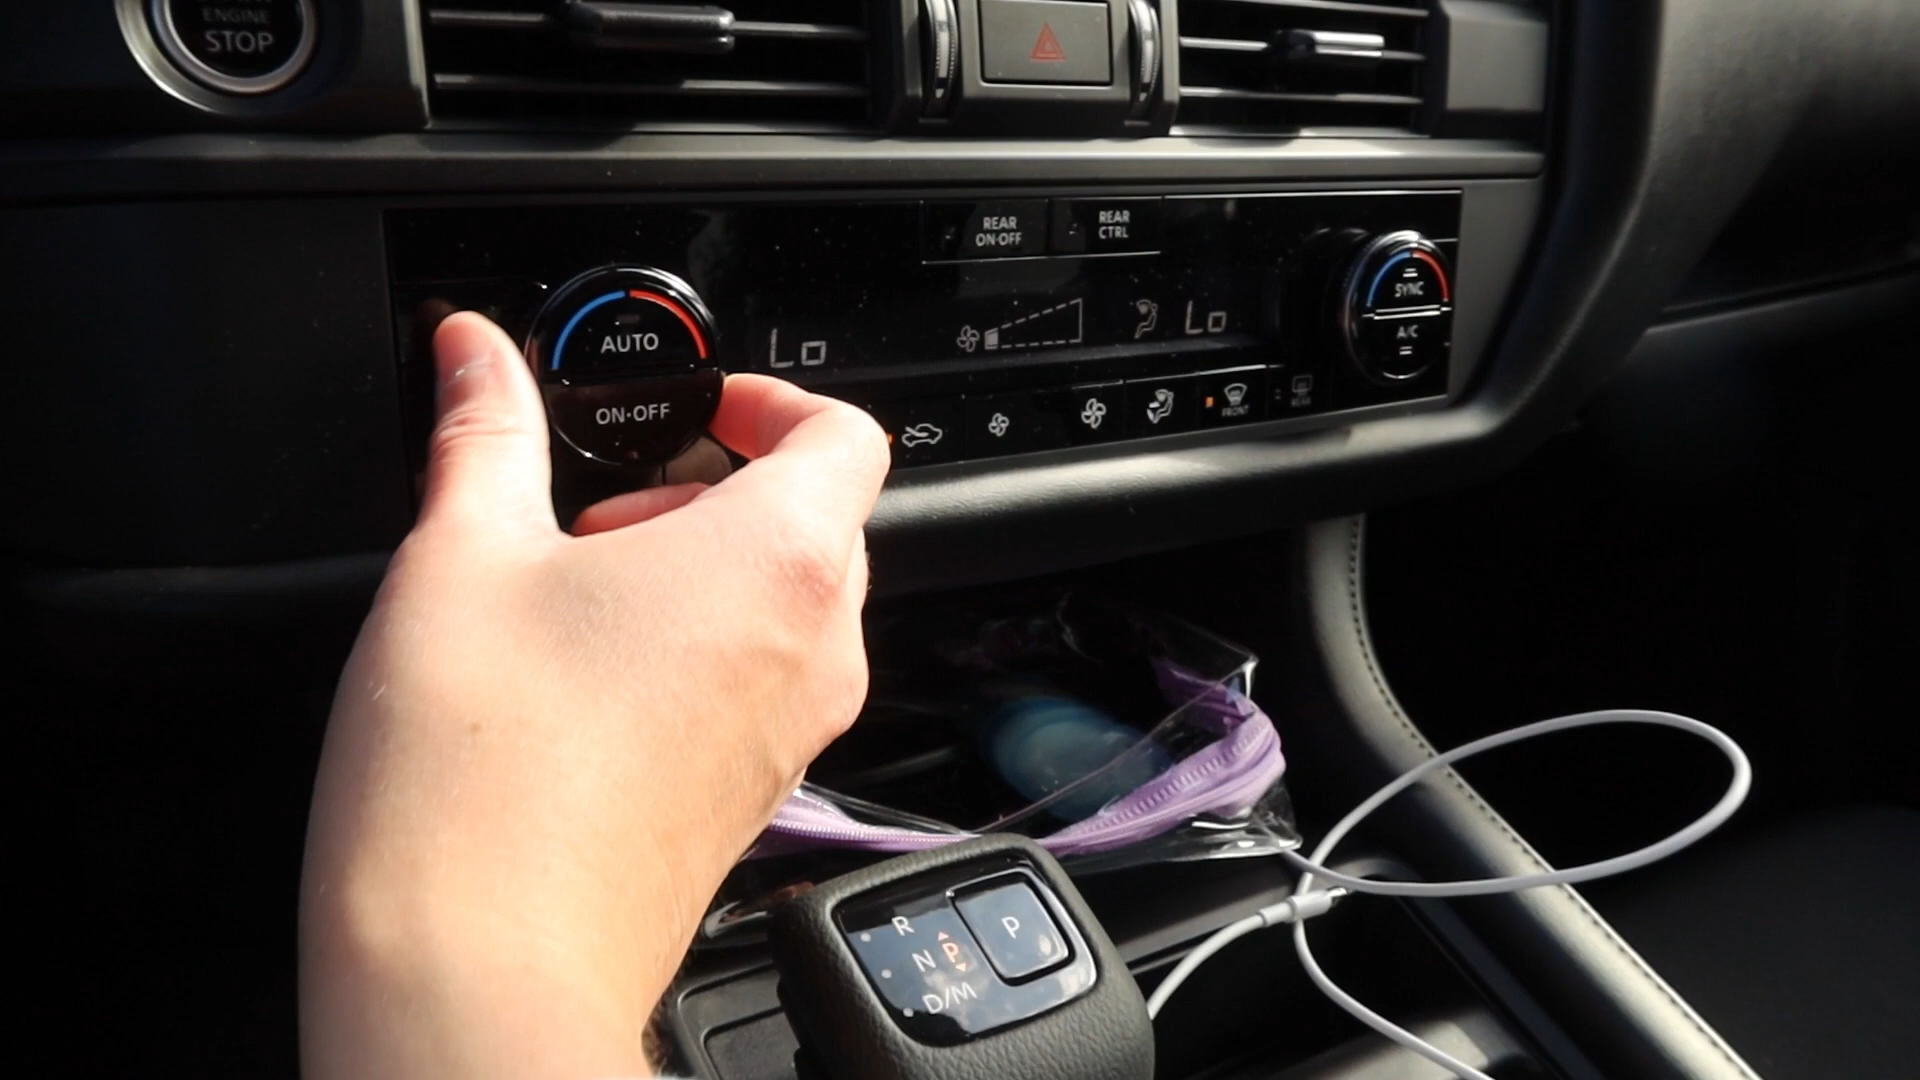 ENGINE
STOP
REAR
ON·OFF
REAR
CTRL
AUTO
ON·OFF
Lo
Lo
SYNC
A/C
FRONT
REAR
R
N
D/M
P
P